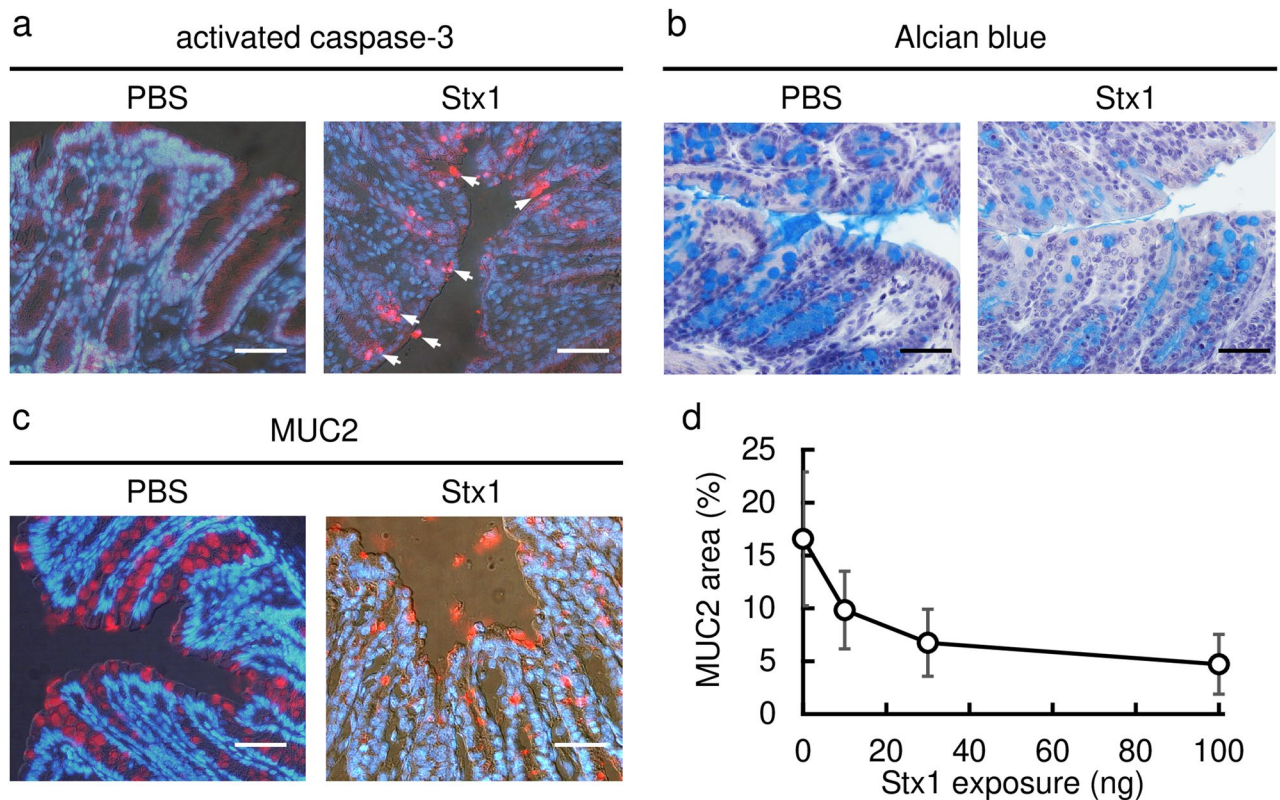 a
activated caspase-3
PBS
Stx1
b
Alcian blue
PBS
Stx1
c
MUC2
PBS
Stx1
d
MUC2 area (%)
25
20
15
10
5
0
0 20 40 60 80 100
Stx1 exposure (ng)